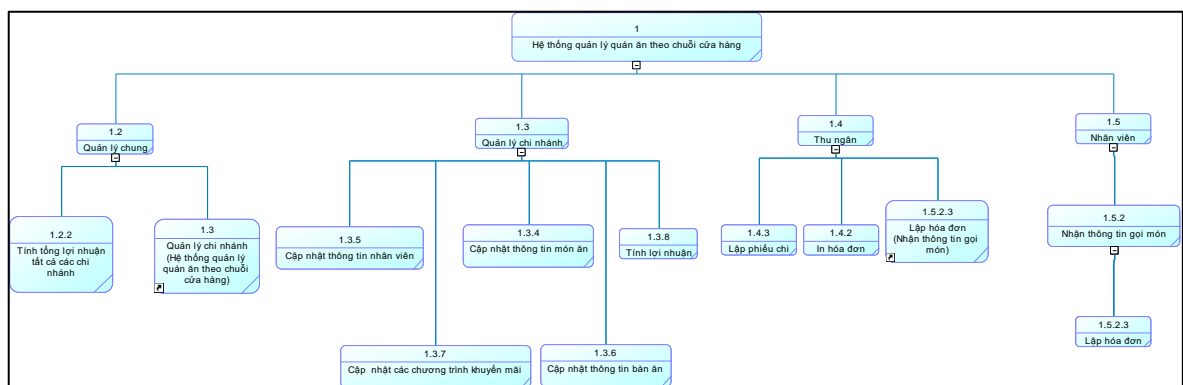 1
Hệ thống quản lý quán ăn theo chuỗi cửa hàng
1.2
Quản lý chung
1.3
Quản lý chi nhánh
1.4
Thu ngân
1.5
Nhân viên
1.2.2
Tính tổng lợi nhuận
tất cả các chi
nhánh
1.3
Quản lý chi nhánh
(Hệ thống quản lý
quán ăn theo chuỗi
cửa hàng)
1.3.5
Cập nhật thông tin nhân viên
1.3.4
Cập nhật thông tin món ăn
1.3.8
Tính lợi nhuận
1.4.3
Lập phiếu chi
1.4.2
In hóa đơn
1.5.2.3
Lập hóa đơn
(Nhận thông tin gọi
món)
1.5.2
Nhận thông tin gọi món
1.3.7
Cập nhật các chương trình khuyến mãi
1.3.6
Cập nhật thông tin bàn ăn
1.5.2.3
Lập hóa đơn